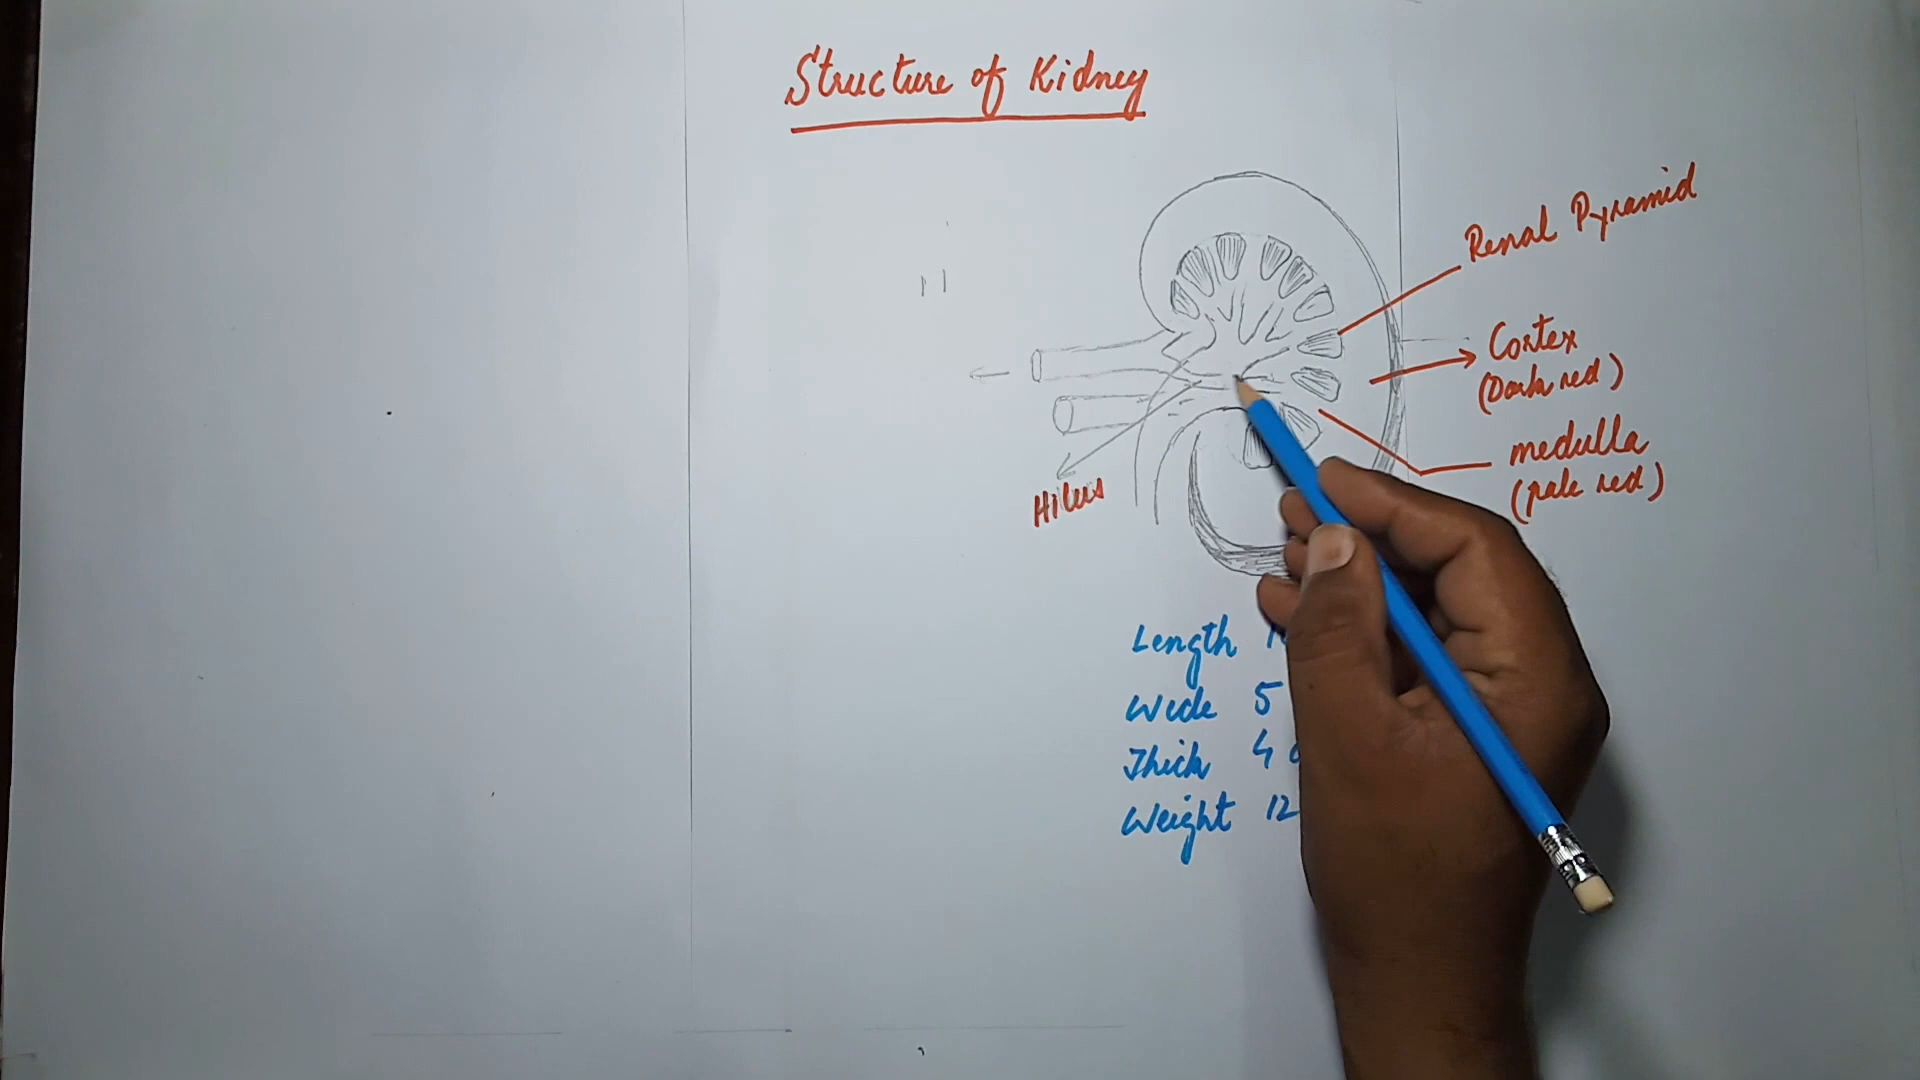 Structure of Kidney
Renal Pyramid
Cortex
(Dark red)
medulla
(pale red)
Hilus
Length
Wide 5
Thick 4 c
Weight 12